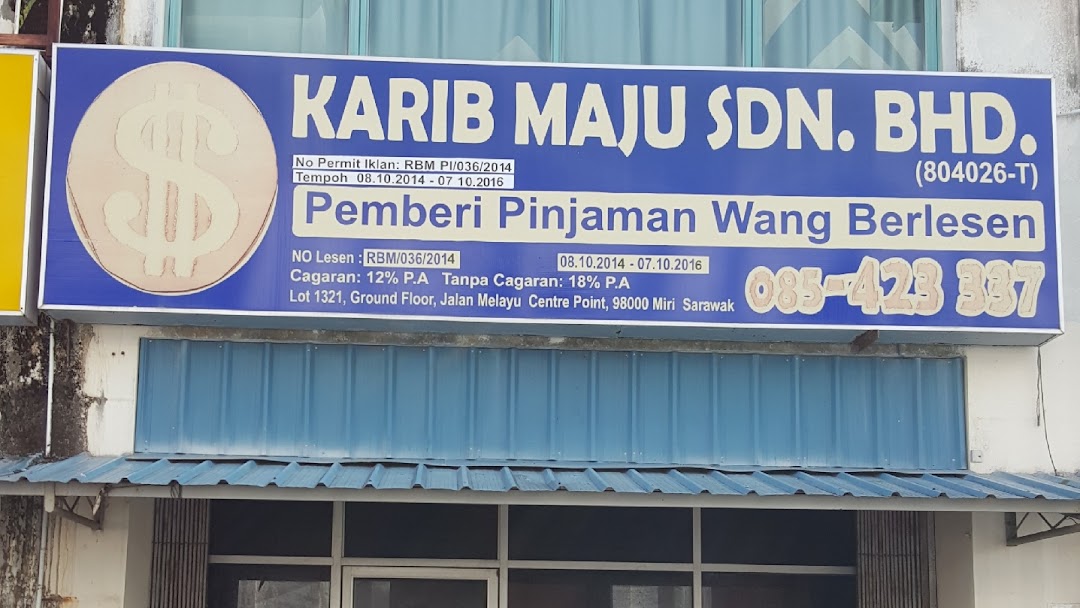 $
KARIB MAJU SDN. BHD.
(804026-T)
No Permit Iklan: RBM PI/036/2014
Tempoh 08.10.2014 - 07 10.2016
Pemberi Pinjaman Wang Berlesen
NO Lesen : RBM/036/2014 08.10.2014 - 07.10.2016
Cagaran: 12% P.A Tanpa Cagaran: 18% P.A
Lot 1321, Ground Floor, Jalan Melayu Centre Point, 98000 Miri Sarawak
085-423 337